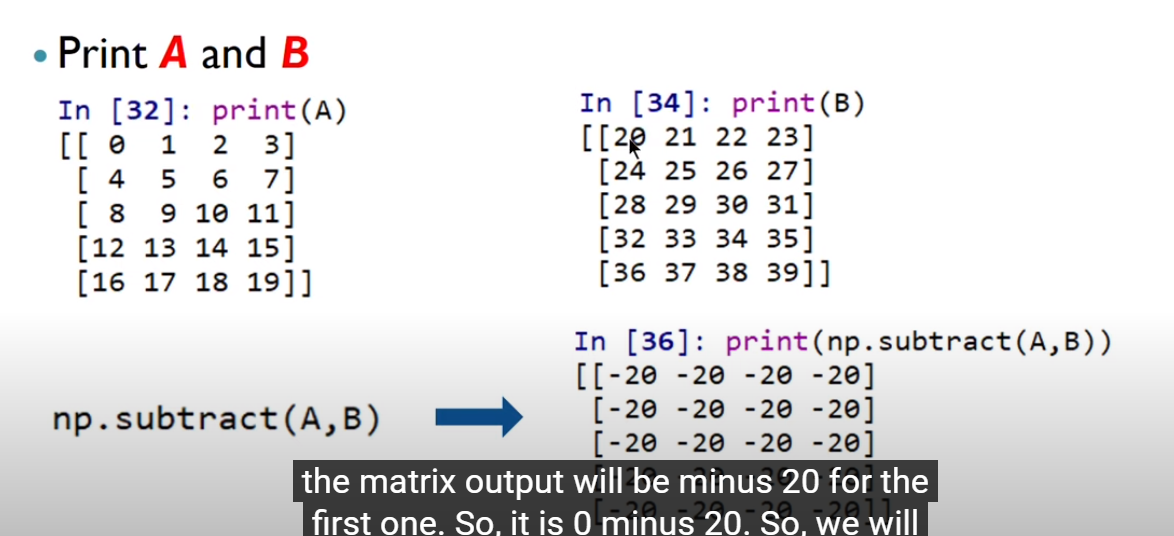 • Print A and B
In [32]: print(A)
[[ 0  1  2  3]
 [ 4  5  6  7]
 [ 8  9 10 11]
 [12 13 14 15]
 [16 17 18 19]]
In [34]: print(B)
[[20 21 22 23]
 [24 25 26 27]
 [28 29 30 31]
 [32 33 34 35]
 [36 37 38 39]]
np.subtract(A,B)
In [36]: print(np.subtract(A,B))
[[-20 -20 -20 -20]
 [-20 -20 -20 -20]
 [-20 -20 -20 -20]
the matrix output will be minus 20 for the
first one. So, it is 0 minus 20. So, we will